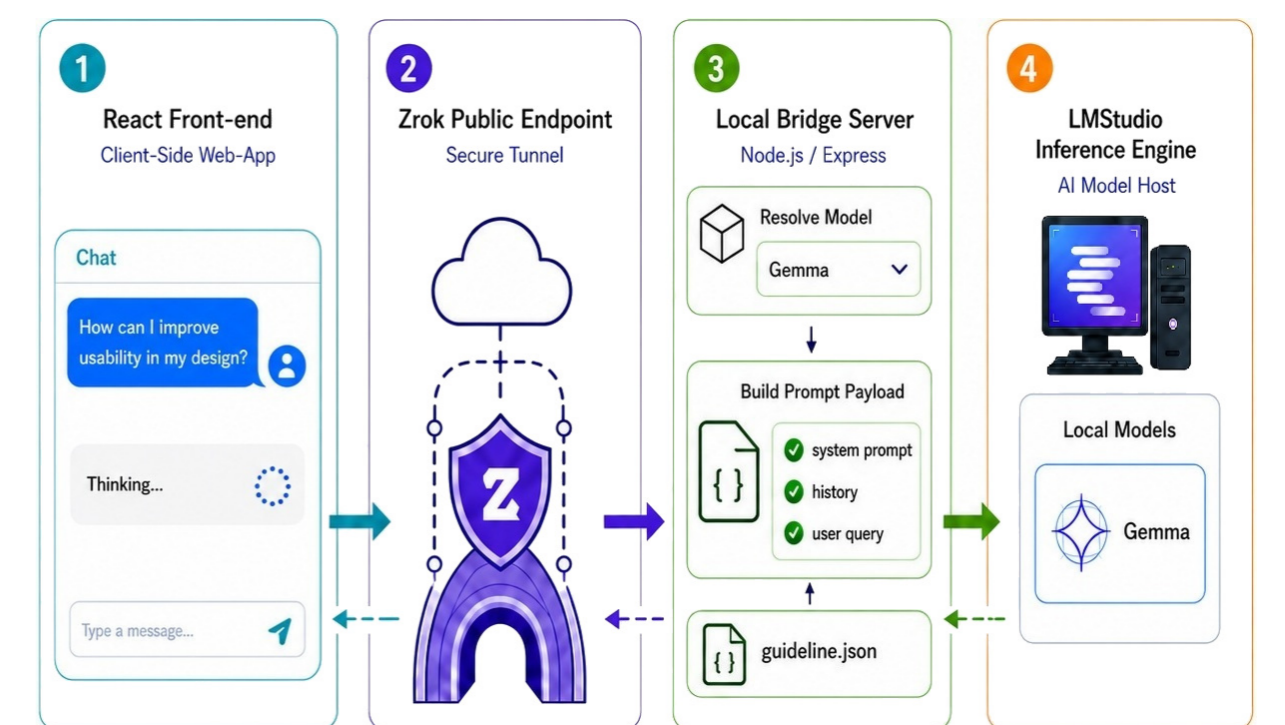 1
React Front-end
Client-Side Web-App
Chat
How can I improve
usability in my design?
Thinking...
Type a message...
2
Zrok Public Endpoint
Secure Tunnel
Z
3
Local Bridge Server
Node.js / Express
Resolve Model
Gemma
Build Prompt Payload
{ }
system prompt
history
user query
{ }
guideline.json
4
LMStudio
Inference Engine
AI Model Host
Local Models
Gemma